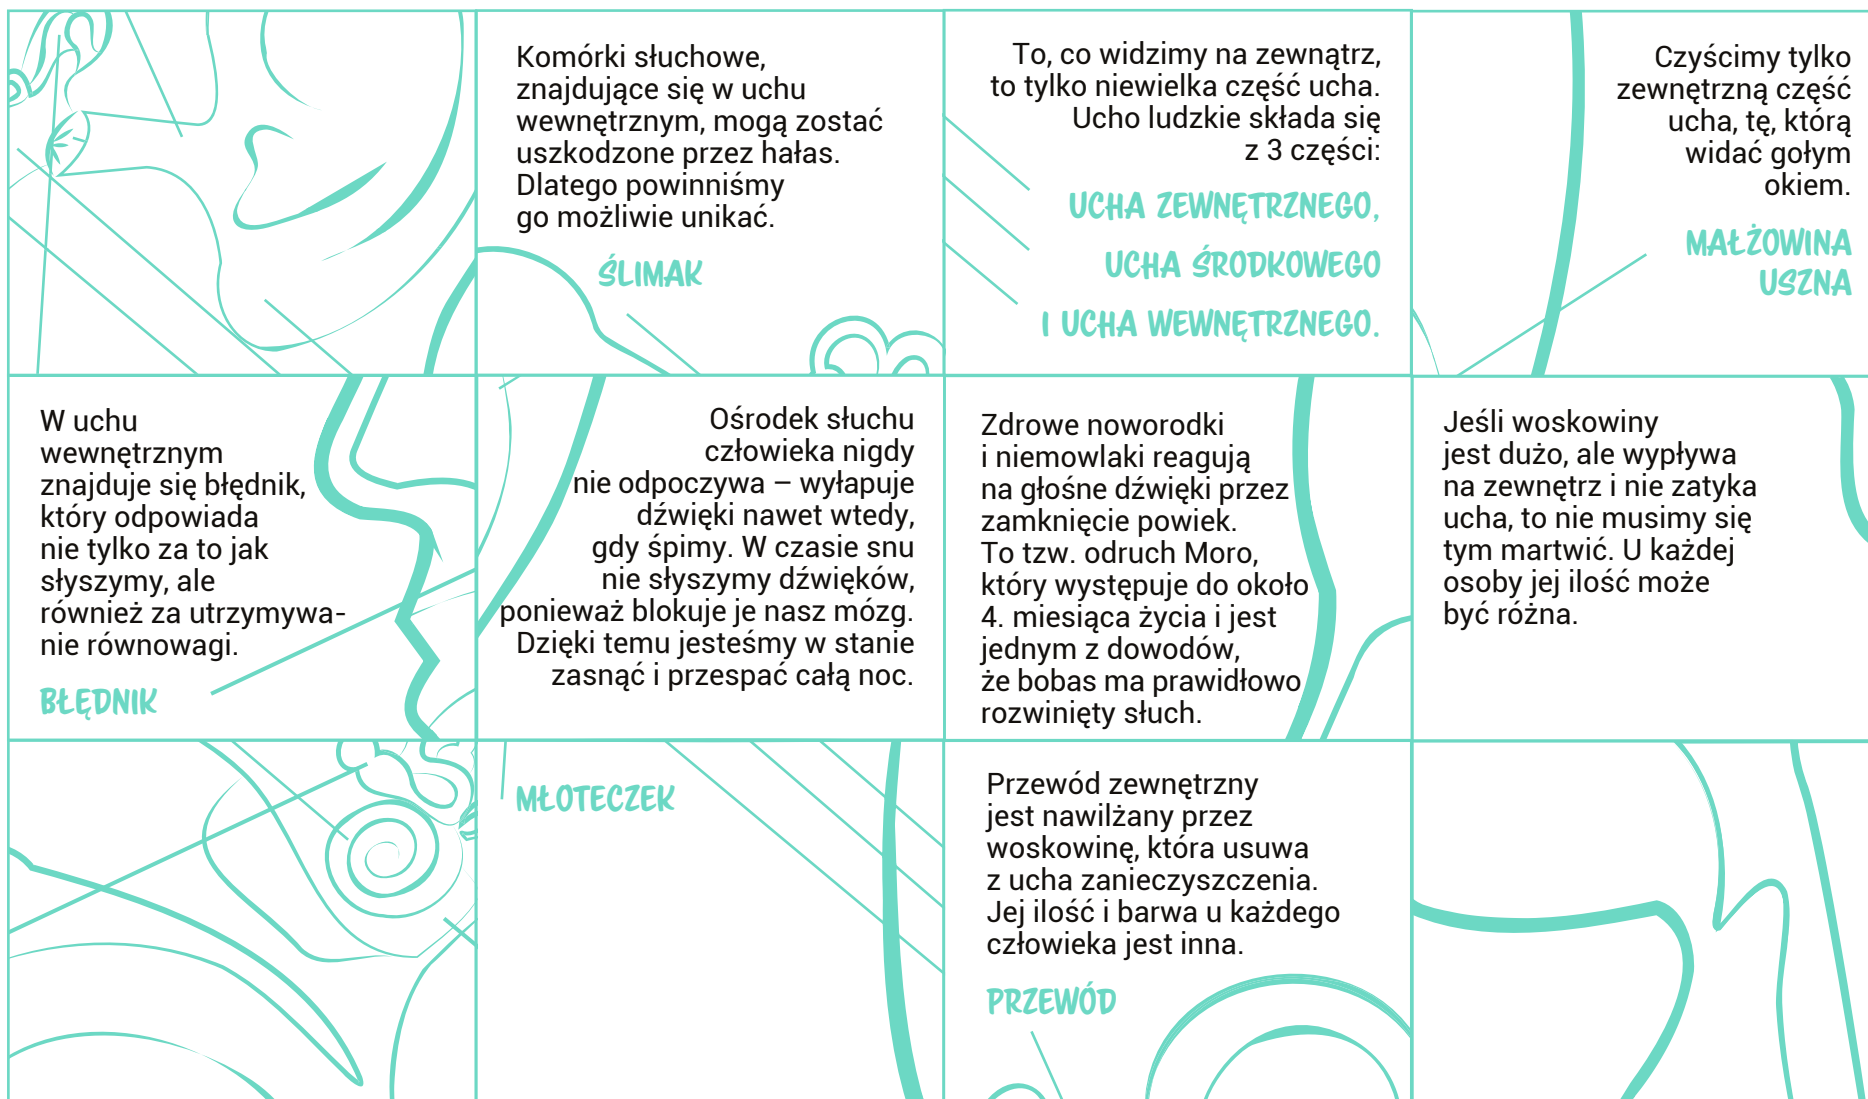 Komórki słuchowe,
znajdujące się w uchu
wewnętrznym, mogą zostać
uszkodzone przez hałas.
Dlatego powinniśmy
go możliwie unikać.
ŚLIMAK
To, co widzimy na zewnątrz,
to tylko niewielka część ucha.
Ucho ludzkie składa się
z 3 części:
UCHA ZEWNĘTRZNEGO,
UCHA ŚRODKOWEGO
I UCHA WEWNĘTRZNEGO.
Czyścimy tylko
zewnętrzną część
ucha, tę, którą
widać gołym
okiem.
MAŁŻOWINA
USZNA
W uchu
wewnętrznym
znajduje się błędnik,
który odpowiada
nie tylko za to jak
słyszymy, ale
również za utrzymywa-
nie równowagi.
BŁĘDNIK
Ośrodek słuchu
człowieka nigdy
nie odpoczywa – wyłapuje
dźwięki nawet wtedy,
gdy śpimy. W czasie snu
nie słyszymy dźwięków,
ponieważ blokuje je nasz mózg.
Dzięki temu jesteśmy w stanie
zasnąć i przespać całą noc.
Zdrowe noworodki
i niemowlaki reagują
na głośne dźwięki przez
zamknięcie powiek.
To tzw. odruch Moro,
który występuje do około
4. miesiąca życia i jest
jednym z dowodów,
że bobas ma prawidłowo
rozwinięty słuch.
Jeśli woskowiny
jest dużo, ale wypływa
na zewnętrz i nie zatyka
ucha, to nie musimy się
tym martwić. U każdej
osoby jej ilość może
być różna.
MŁOTECZEK
Przewód zewnętrzny
jest nawilżany przez
woskowinę, która usuwa
z ucha zanieczyszczenia.
Jej ilość i barwa u każdego
człowieka jest inna.
PRZEWÓD